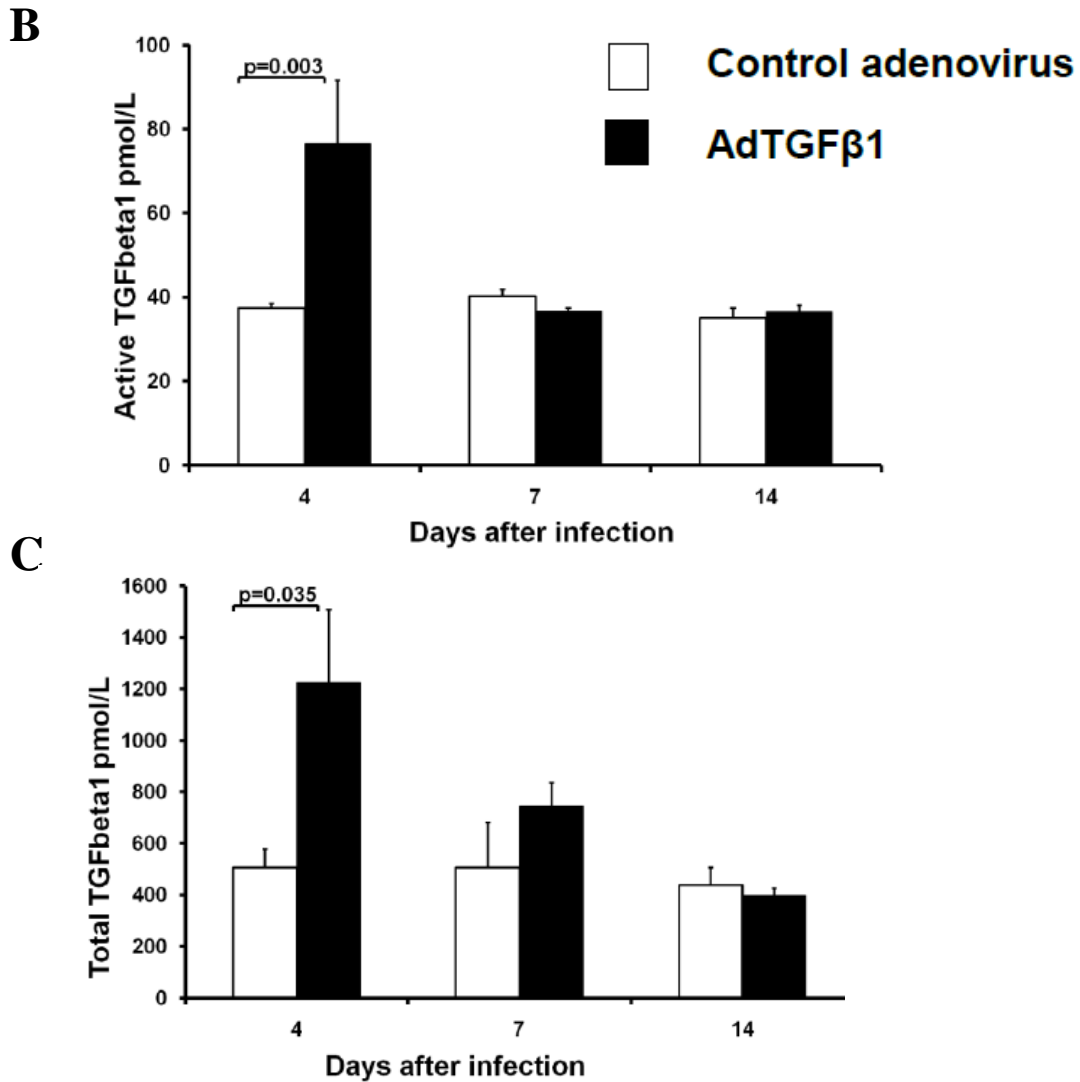 B
100
80
60
40
20
0
Active TGFbeta1 pmol/L
p=0.003
Control adenovirus
AdTGFβ1
4 7 14
Days after infection
C
1600
1400
1200
1000
800
600
400
200
0
Total TGFbeta1 pmol/L
p=0.035
4 7 14
Days after infection